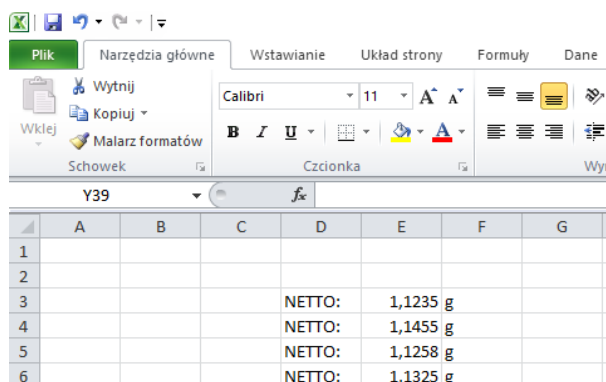 Plik Narzędzia główne Wstawianie Układ strony Formuły Dane
Wytnij
Kopiuj
Malarz formatów
Wklej
Calibri 11 A A
B I U A
Schowek Czcionka
Y39 fx
A B C D E F G
1
2
3 NETTO: 1,1235 g
4 NETTO: 1,1455 g
5 NETTO: 1,1258 g
6 NETTO: 1,1325 g